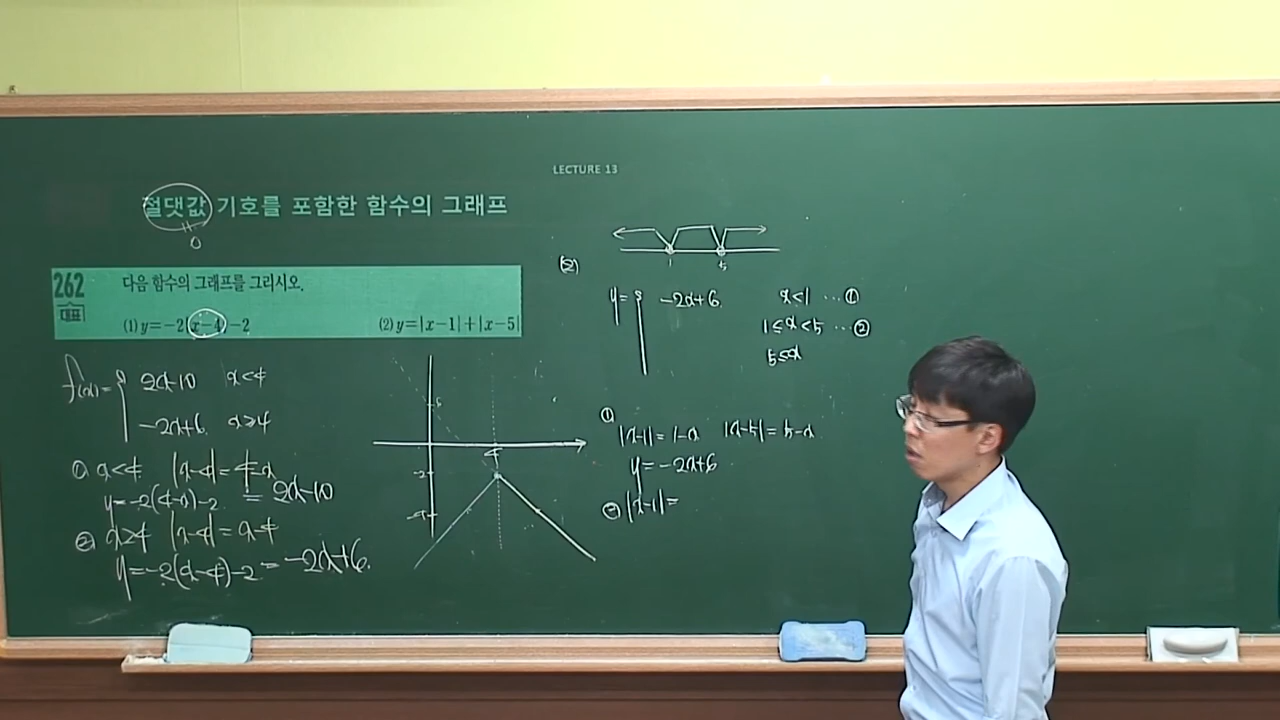 LECTURE 13
절댓값 기호를 포함한 함수의 그래프
0
262
대표
다음 함수의 그래프를 그리시오.
(1) y=-2|x-4|-2
(2) y=|x-1|+|x-5|
f(x)= { 2x-10 x<4
-2x+6 x≥4
① x<4 |x-4|=4-x
y=-2(4-x)-2 = 2x-10
② x≥4 |x-4|=x-4
y=-2(x-4)-2 = -2x+6
4
-2
(2)
1 5
y= { -2x+6 x<1 … ①
1≤x<5 … ②
5≤x
①
|x-1|=1-x |x-5|=5-x
y=-2x+6
② |x-1|=